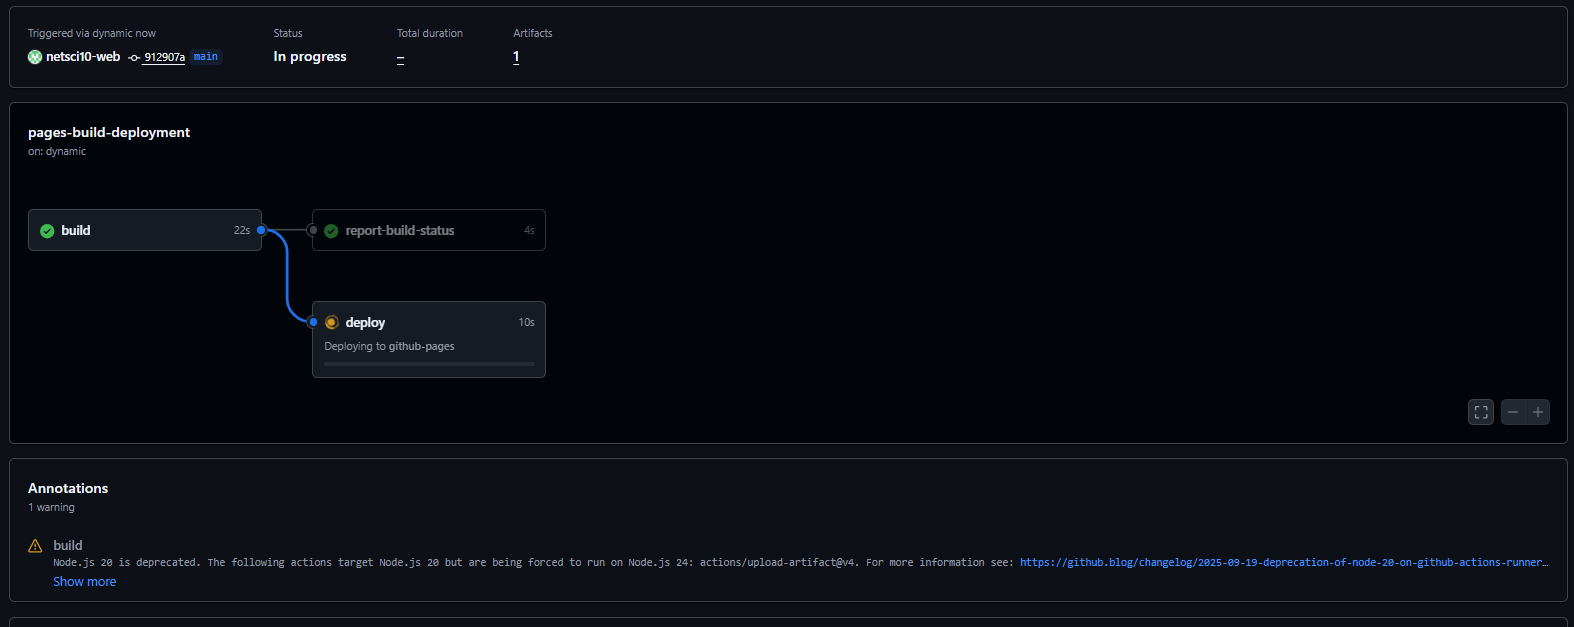 Triggered via dynamic now
Status
Total duration
Artifacts
netsci10-web 912907a main
In progress
–
1
pages-build-deployment
on: dynamic
build 22s
report-build-status 4s
deploy 10s
Deploying to github-pages
Annotations
1 warning
build
Node.js 20 is deprecated. The following actions target Node.js 20 but are being forced to run on Node.js 24: actions/upload-artifact@v4. For more information see: https://github.blog/changelog/2025-09-19-deprecation-of-node-20-on-github-actions-runner…
Show more